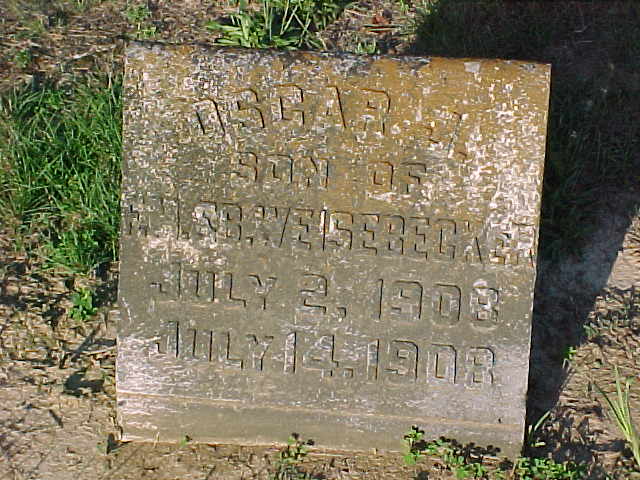 OSCAR J.
SON OF
& B. WEISEBECKER
JULY 2, 1908
JULY 14, 1908